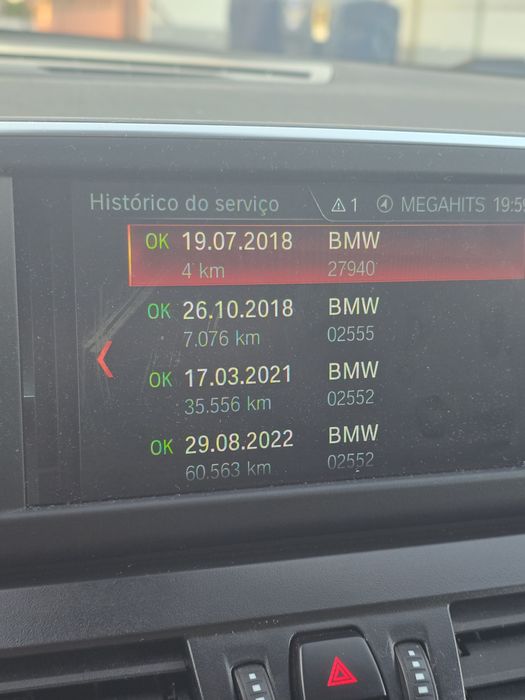 Histórico do serviço 1 MEGAHITS 19:59
OK 19.07.2018 BMW
4 km 27940
OK 26.10.2018 BMW
7.076 km 02555
OK 17.03.2021 BMW
35.556 km 02552
OK 29.08.2022 BMW
60.563 km 02552